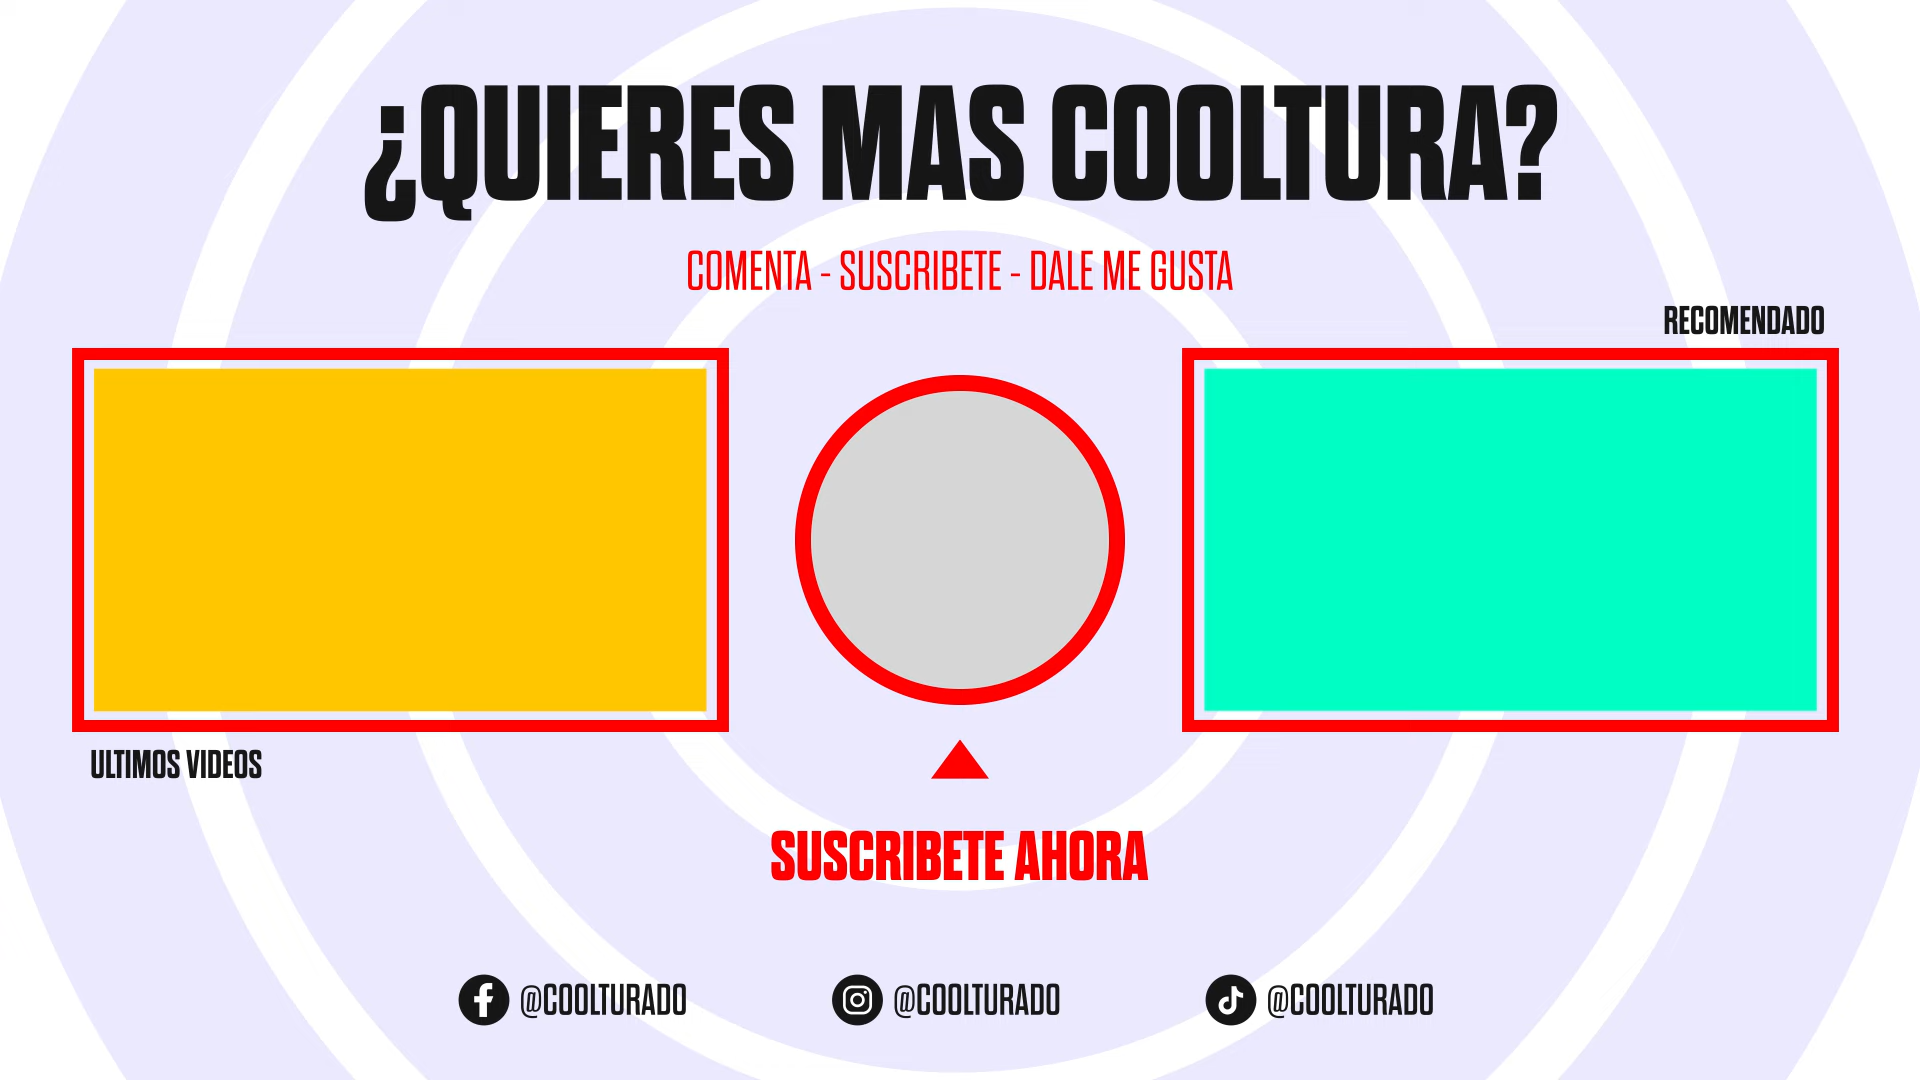 ¿QUIERES MAS COOLTURA?
COMENTA - SUSCRIBETE - DALE ME GUSTA
RECOMENDADO
ULTIMOS VIDEOS
SUSCRIBETE AHORA
@COOLTURADO
@COOLTURADO
@COOLTURADO